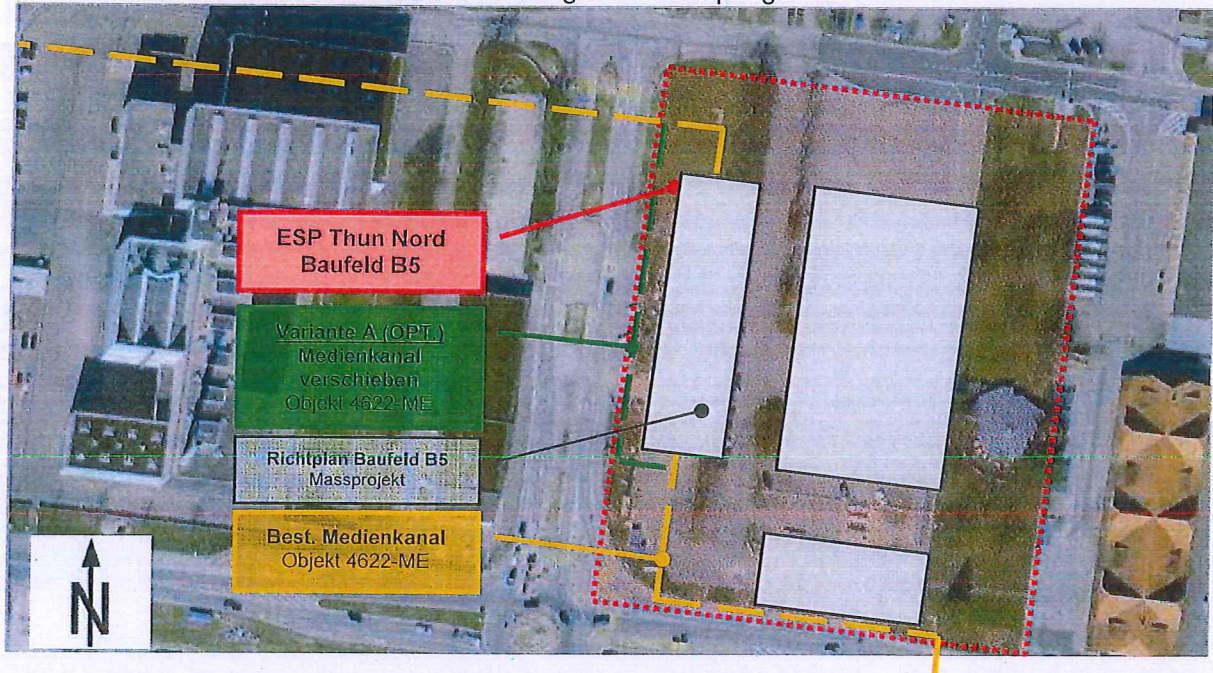 ESP Thun Nord
Baufeld B5
Variante A (OPT.)
Medienkanal
verschieben
Objekt 4622-ME
Richtplan Baufeld B5
Massprojekt
Best. Medienkanal
Objekt 4622-ME
N